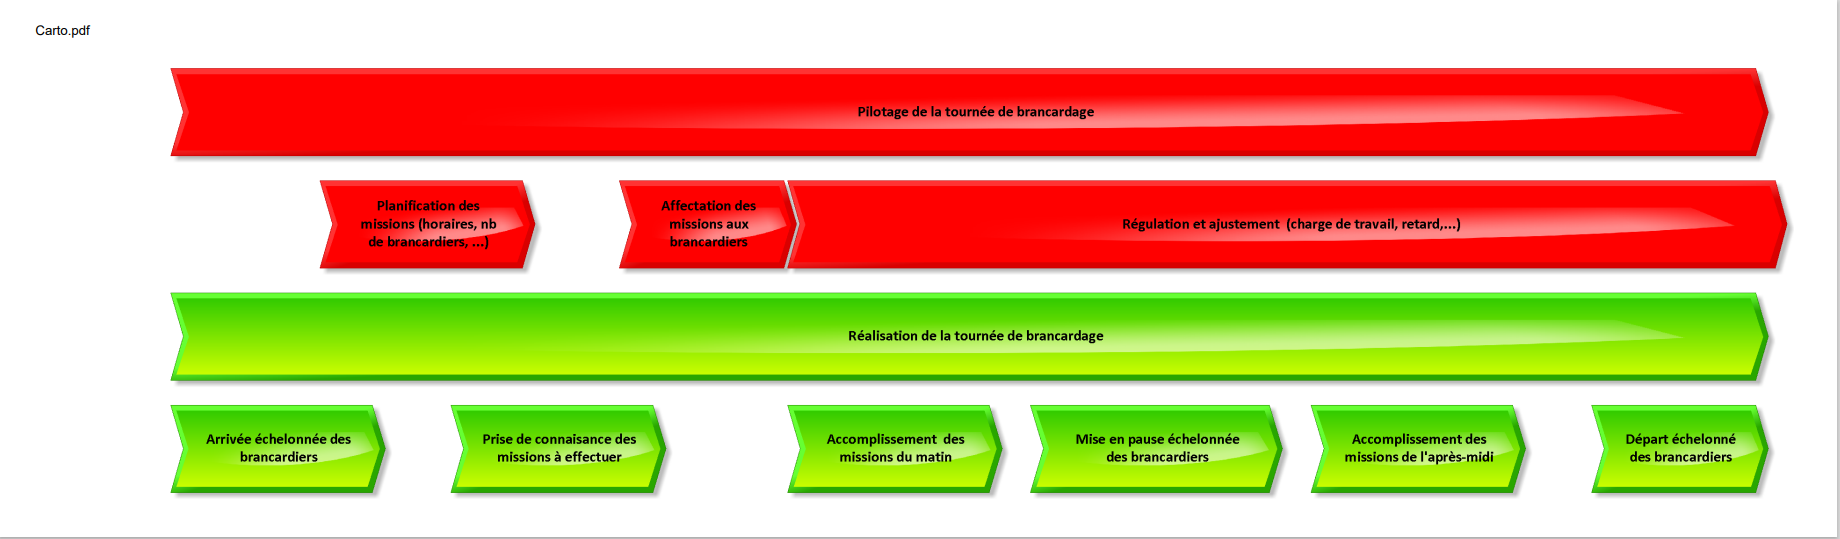 Carto.pdf
Pilotage de la tournée de brancardage
Planification des
missions (horaires, nb
de brancardiers, ...)
Affectation des
missions aux
brancardiers
Régulation et ajustement  (charge de travail, retard,...)
Réalisation de la tournée de brancardage
Arrivée échelonnée des
brancardiers
Prise de connaisance des
missions à effectuer
Accomplissement  des
missions du matin
Mise en pause échelonnée
des brancardiers
Accomplissement des
missions de l'après-midi
Départ échelonné
des brancardiers